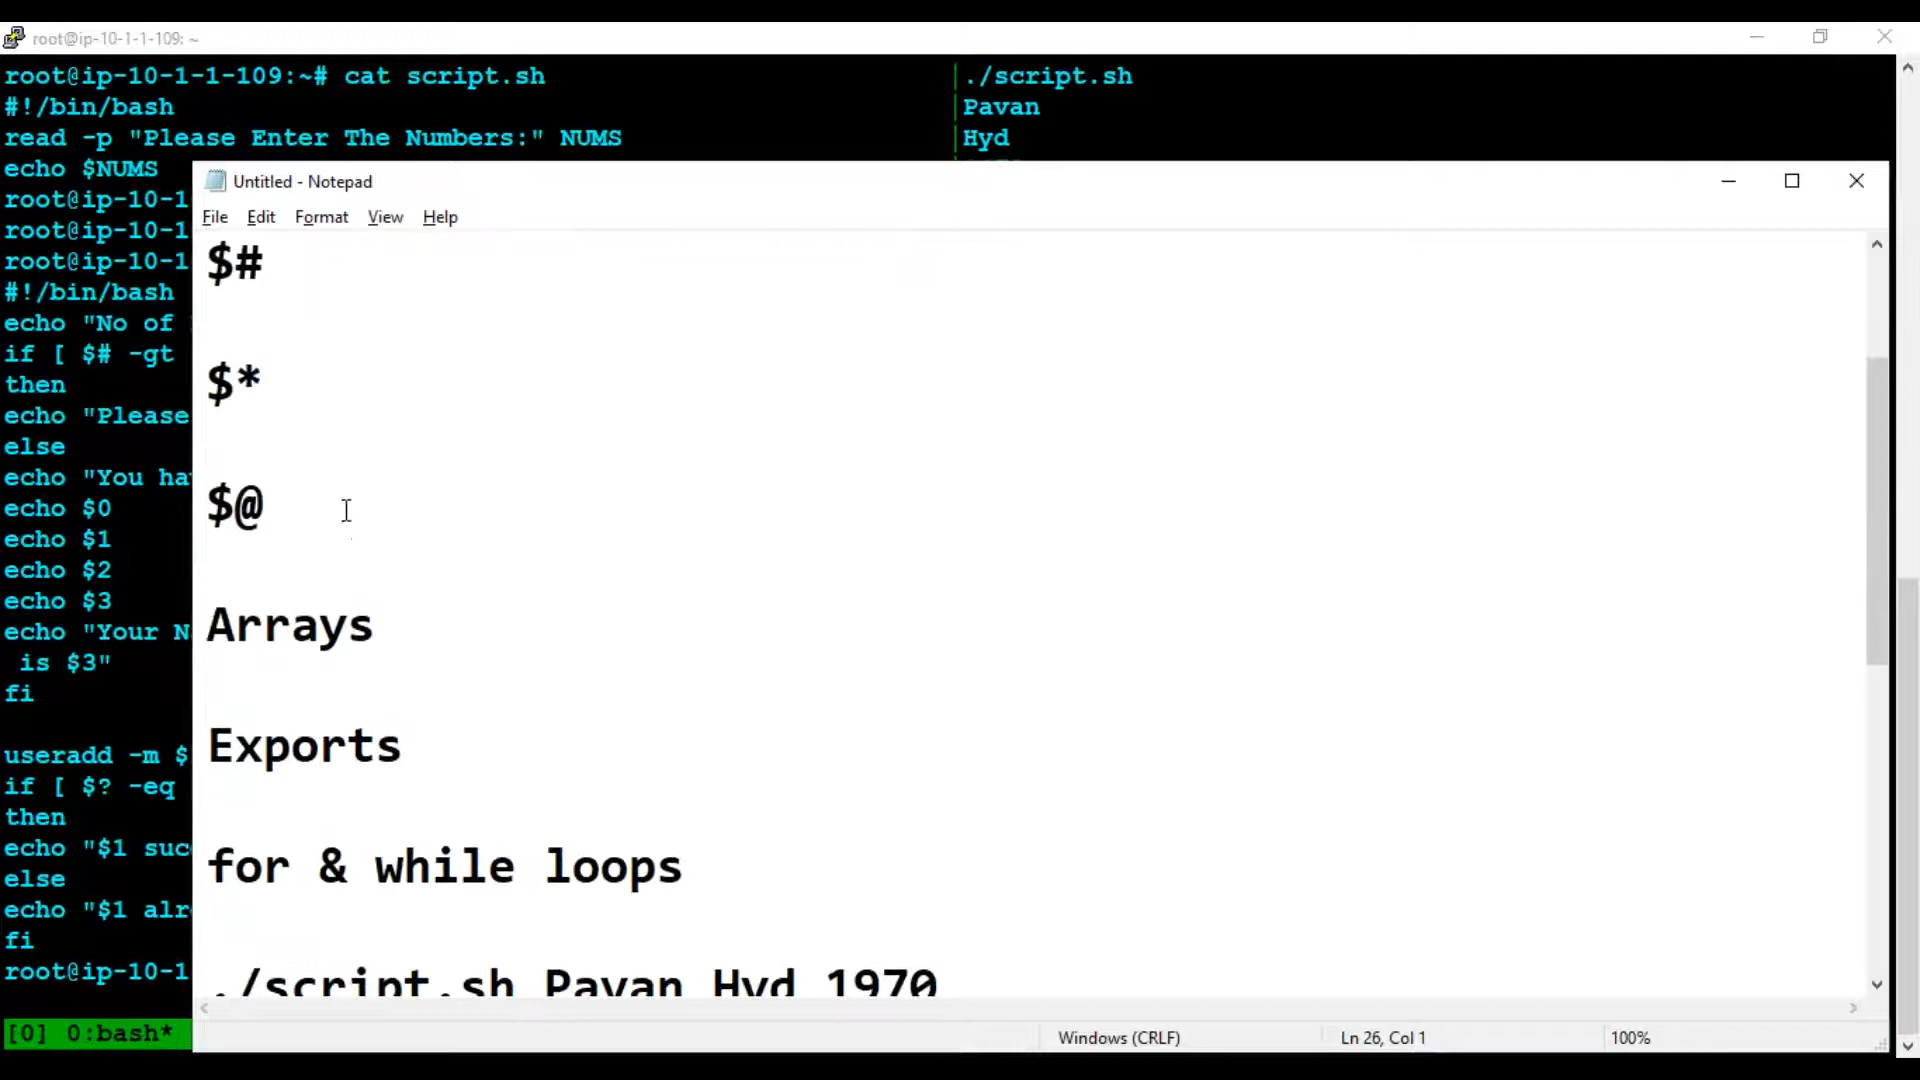 root@ip-10-1-1-109: ~
root@ip-10-1-1-109:~# cat script.sh
#!/bin/bash
read -p "Please Enter The Numbers:" NUMS
echo $NUMS
root@ip-10-1
root@ip-10-1
root@ip-10-1
#!/bin/bash
echo "No of
if [ $# -gt
then
echo "Please
else
echo "You ha
echo $0
echo $1
echo $2
echo $3
echo "Your N
is $3"
fi
useradd -m $
if [ $? -eq
then
echo "$1 suc
else
echo "$1 alr
fi
root@ip-10-1
[0] 0:bash*
./script.sh
Pavan
Hyd
Untitled - Notepad
File Edit Format View Help
$#
$*
$@
Arrays
Exports
for & while loops
./script.sh Pavan Hyd 1970
Windows (CRLF) Ln 26, Col 1 100%